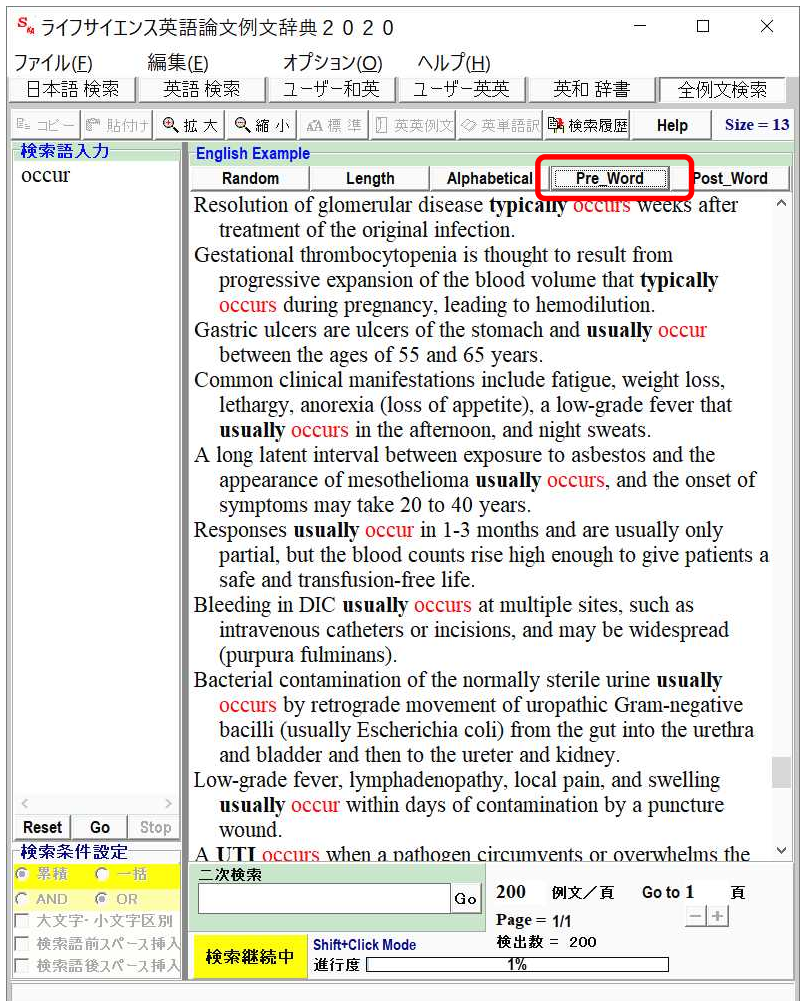 ライフサイエンス英語論文例文辞典２０２０
ファイル(F) 編集(E) オプション(O) ヘルプ(H)
日本語 検索 英語 検索 ユーザー和英 ユーザー英英 英和 辞書 全例文検索
コピー 貼付け 拡 大 縮 小 標 準 英英例文 英単語訳 検索履歴 Help Size = 13
検索語入力
occur
English Example
Random Length Alphabetical Pre_Word Post_Word
Resolution of glomerular disease typically occurs weeks after
treatment of the original infection.
Gestational thrombocytopenia is thought to result from
progressive expansion of the blood volume that typically
occurs during pregnancy, leading to hemodilution.
Gastric ulcers are ulcers of the stomach and usually occur
between the ages of 55 and 65 years.
Common clinical manifestations include fatigue, weight loss,
lethargy, anorexia (loss of appetite), a low-grade fever that
usually occurs in the afternoon, and night sweats.
A long latent interval between exposure to asbestos and the
appearance of mesothelioma usually occurs, and the onset of
symptoms may take 20 to 40 years.
Responses usually occur in 1-3 months and are usually only
partial, but the blood counts rise high enough to give patients a
safe and transfusion-free life.
Bleeding in DIC usually occurs at multiple sites, such as
intravenous catheters or incisions, and may be widespread
(purpura fulminans).
Bacterial contamination of the normally sterile urine usually
occurs by retrograde movement of uropathic Gram-negative
bacilli (usually Escherichia coli) from the gut into the urethra
and bladder and then to the ureter and kidney.
Low-grade fever, lymphadenopathy, local pain, and swelling
usually occur within days of contamination by a puncture
wound.
A UTI occurs when a pathogen circumvents or overwhelms the
Reset Go Stop
検索条件設定
累積 一括
AND OR
大文字・小文字区別
検索語前スペース挿入
検索語後スペース挿入
二次検索
Go
200 例文／頁 Go to 1 頁
Page = 1/1
検出数 = 200
検索継続中
Shift+Click Mode
進行度 1%